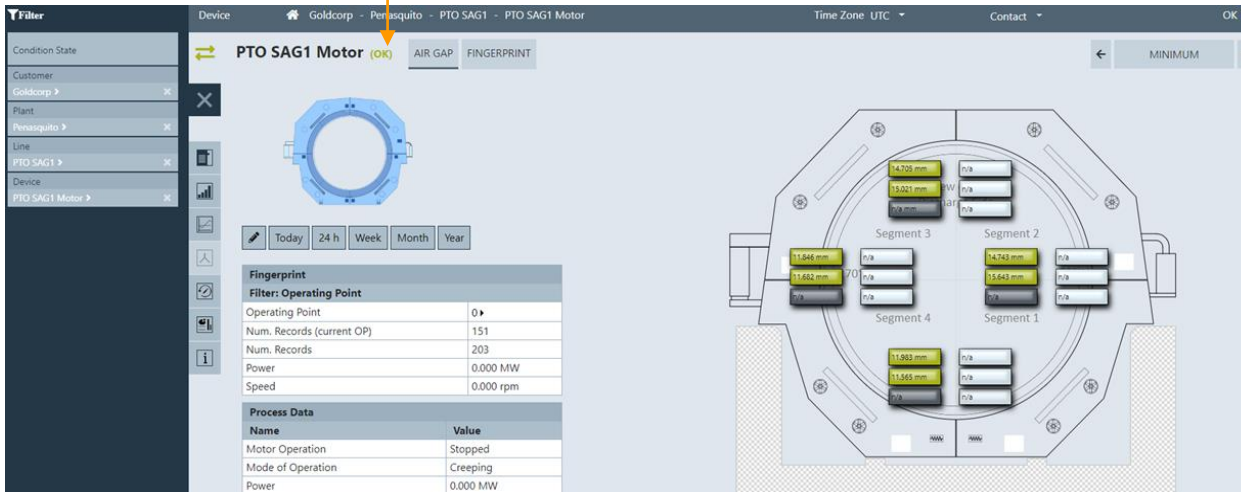 Filter
Device
Goldcorp - Penasquito - PTO SAG1 - PTO SAG1 Motor
Time Zone UTC
Contact
OK
Condition State
Customer
Goldcorp
Plant
Penasquito
Line
PTO SAG1
Device
PTO SAG1 Motor
PTO SAG1 Motor (OK)
AIR GAP
FINGERPRINT
MINIMUM
Today
24 h
Week
Month
Year
Fingerprint
Filter: Operating Point
Operating Point 0
Num. Records (current OP) 151
Num. Records 203
Power 0.000 MW
Speed 0.000 rpm
Process Data
Name Value
Motor Operation Stopped
Mode of Operation Creeping
Power 0.000 MW
14.705 mm n/a
15.021 mm n/a
n/a mm n/a
Segment 3
Segment 2
11.846 mm n/a
11.682 mm n/a
n/a n/a
14.743 mm n/a
15.643 mm n/a
n/a n/a
Segment 4
Segment 1
11.983 mm n/a
11.565 mm n/a
n/a n/a